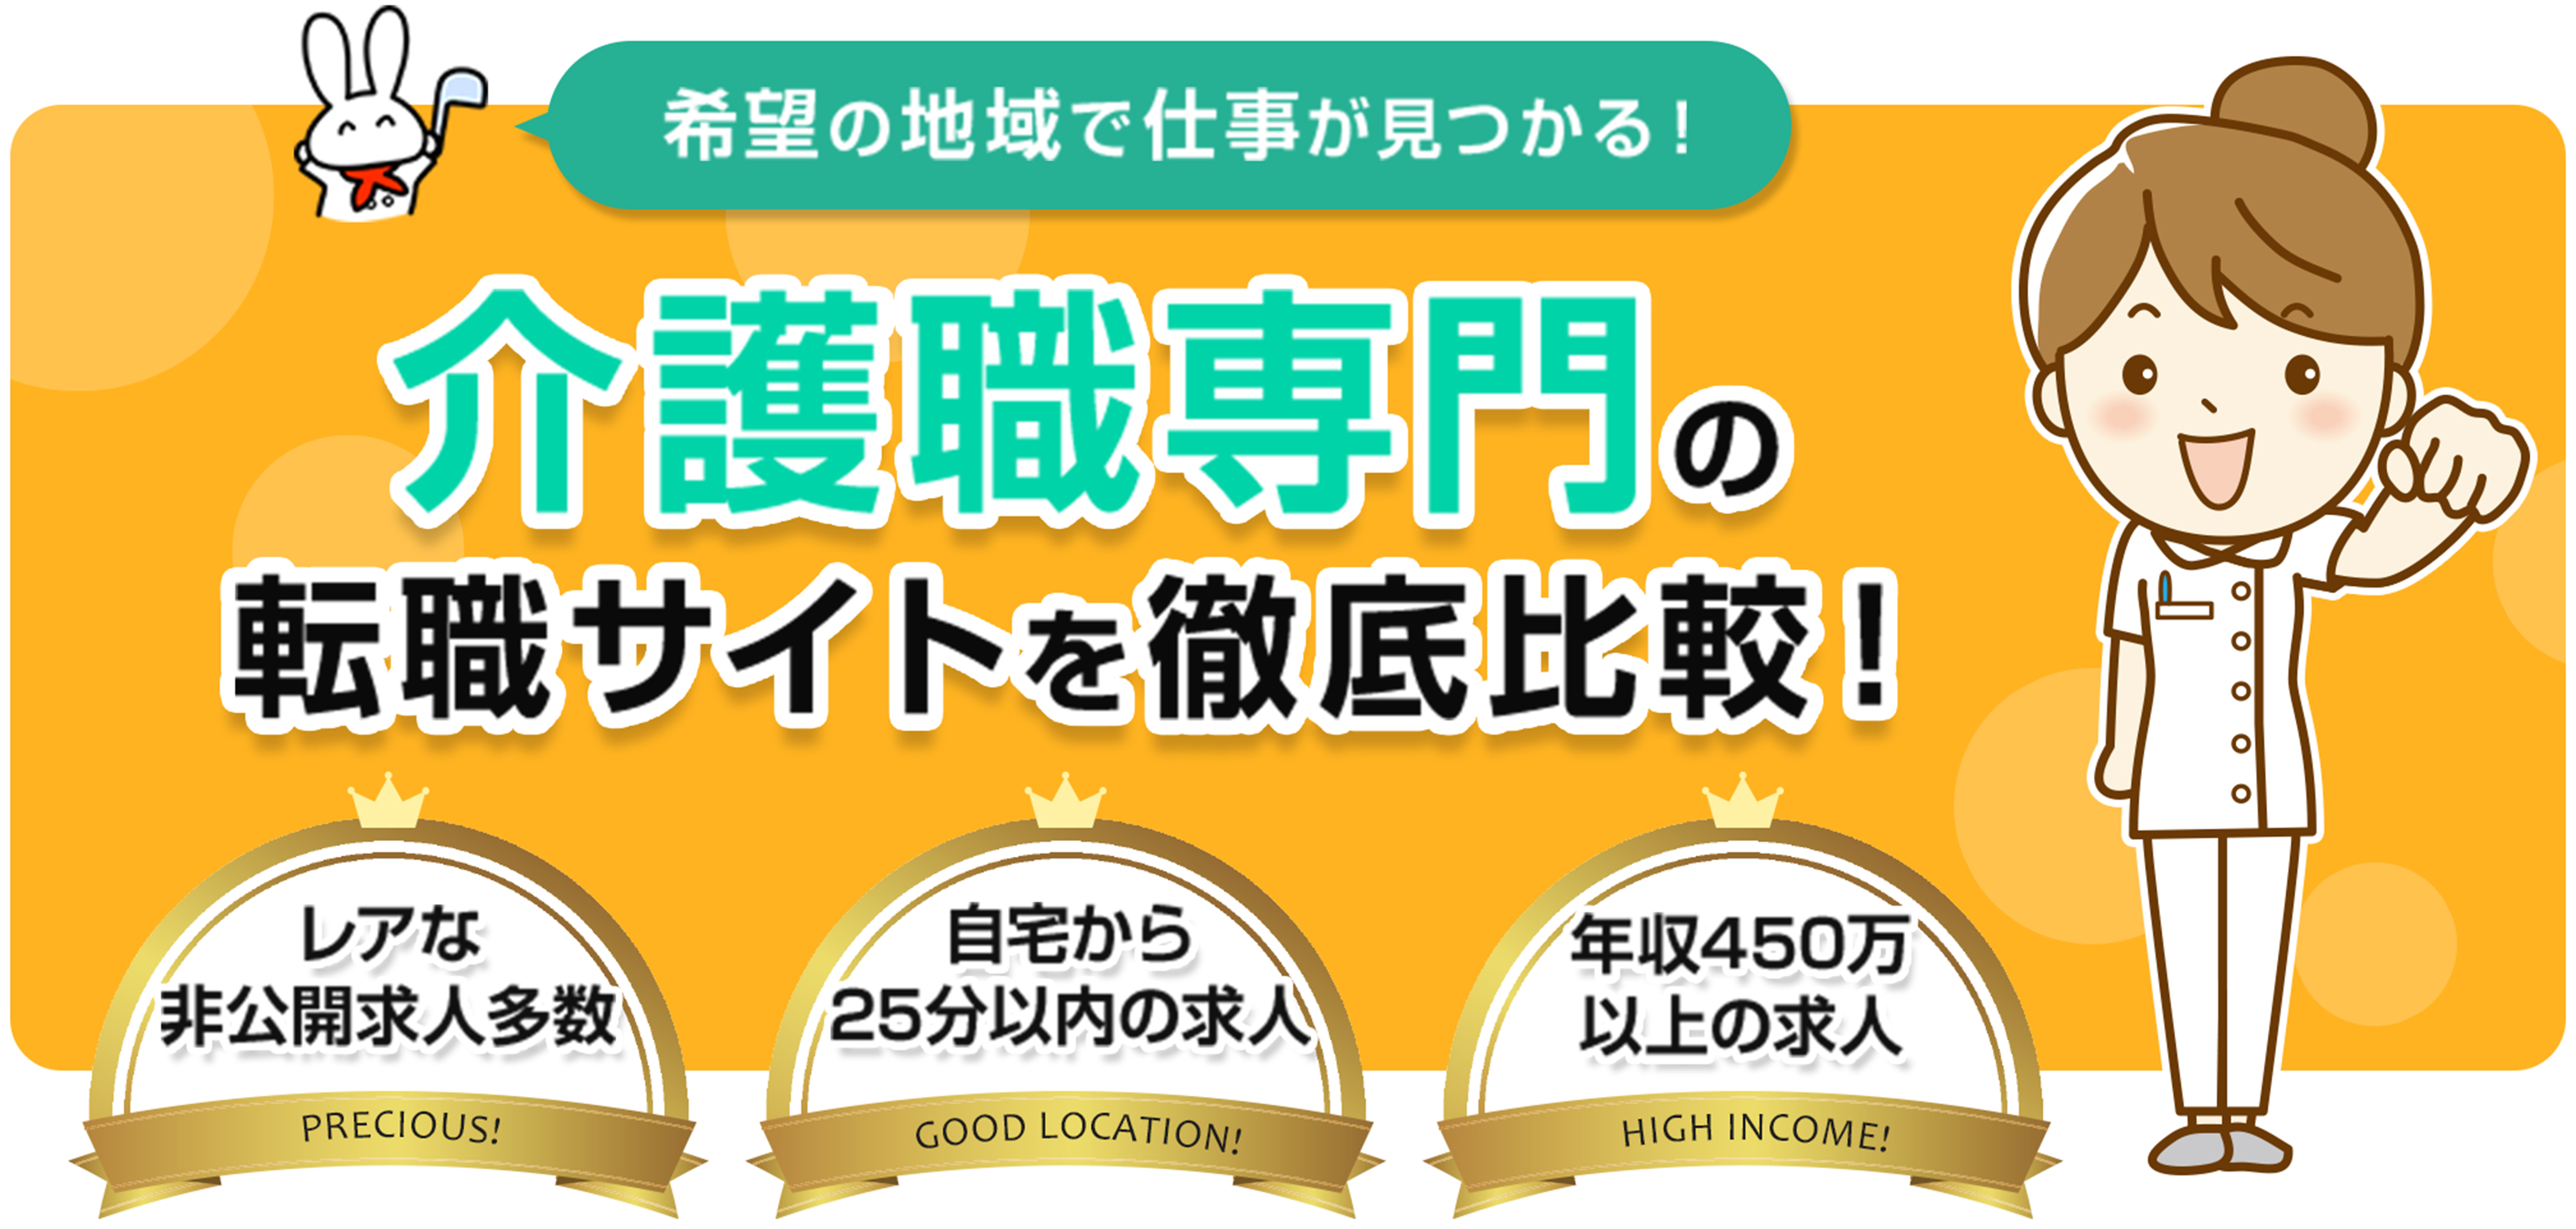 希望の地域で仕事が見つかる！
介護職専門の
転職サイトを徹底比較！
レアな
非公開求人多数
PRECIOUS!
自宅から
25分以内の求人
GOOD LOCATION!
年収450万
以上の求人
HIGH INCOME!